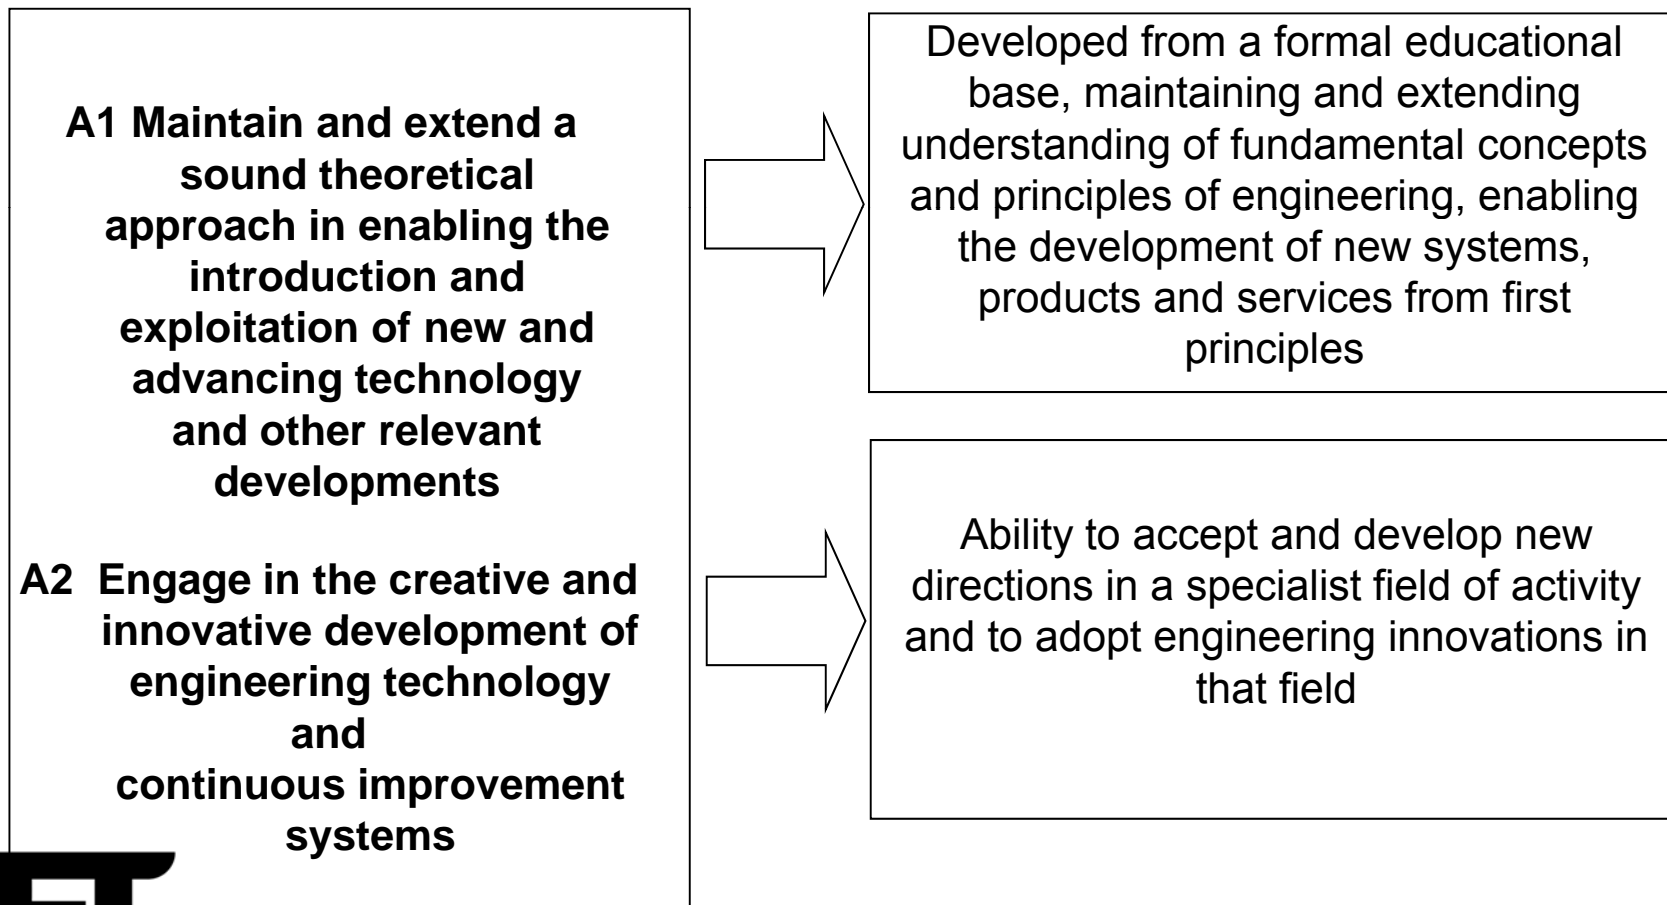 A1 Maintain and extend a
sound theoretical
approach in enabling the
introduction and
exploitation of new and
advancing technology
and other relevant
developments
A2 Engage in the creative and
innovative development of
engineering technology
and
continuous improvement
systems
Developed from a formal educational
base, maintaining and extending
understanding of fundamental concepts
and principles of engineering, enabling
the development of new systems,
products and services from first
principles
Ability to accept and develop new
directions in a specialist field of activity
and to adopt engineering innovations in
that field